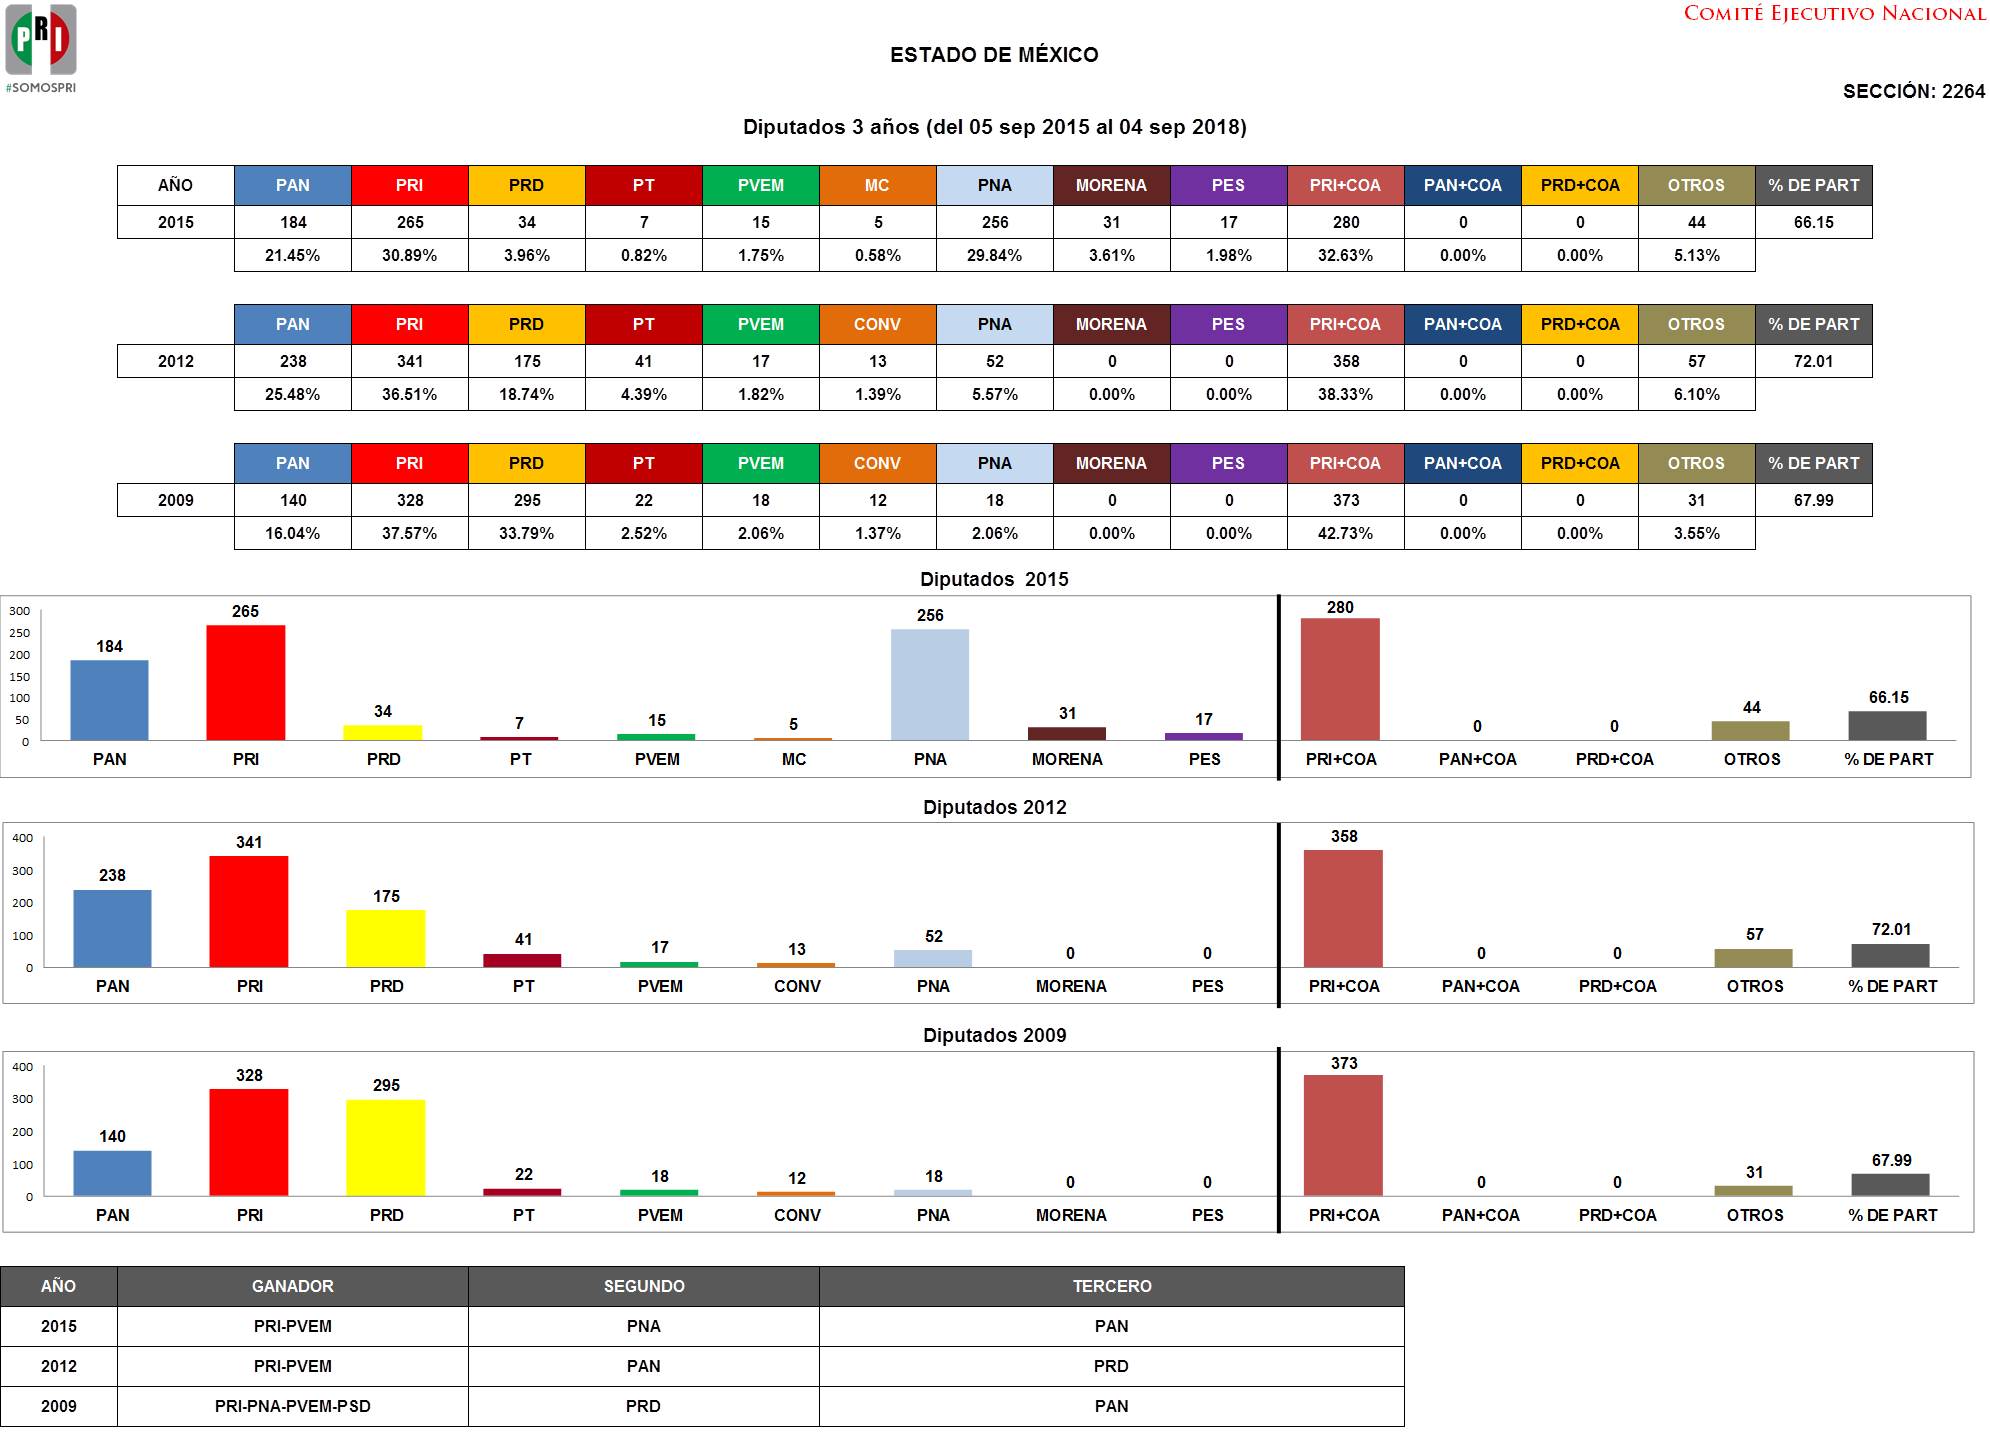 PRI
#SOMOSPRI
COMITÉ EJECUTIVO NACIONAL
ESTADO DE MÉXICO
SECCIÓN: 2264
Diputados 3 años (del 05 sep 2015 al 04 sep 2018)
AÑO PAN PRI PRD PT PVEM MC PNA MORENA PES PRI+COA PAN+COA PRD+COA OTROS % DE PART
2015 184 265 34 7 15 5 256 31 17 280 0 0 44 66.15
21.45% 30.89% 3.96% 0.82% 1.75% 0.58% 29.84% 3.61% 1.98% 32.63% 0.00% 0.00% 5.13%
PAN PRI PRD PT PVEM CONV PNA MORENA PES PRI+COA PAN+COA PRD+COA OTROS % DE PART
2012 238 341 175 41 17 13 52 0 0 358 0 0 57 72.01
25.48% 36.51% 18.74% 4.39% 1.82% 1.39% 5.57% 0.00% 0.00% 38.33% 0.00% 0.00% 6.10%
PAN PRI PRD PT PVEM CONV PNA MORENA PES PRI+COA PAN+COA PRD+COA OTROS % DE PART
2009 140 328 295 22 18 12 18 0 0 373 0 0 31 67.99
16.04% 37.57% 33.79% 2.52% 2.06% 1.37% 2.06% 0.00% 0.00% 42.73% 0.00% 0.00% 3.55%
Diputados 2015
300
250
200
150
100
50
0
184 265 34 7 15 5 256 31 17 280 0 0 44 66.15
PAN PRI PRD PT PVEM MC PNA MORENA PES PRI+COA PAN+COA PRD+COA OTROS % DE PART
Diputados 2012
400
300
200
100
0
238 341 175 41 17 13 52 0 0 358 0 0 57 72.01
PAN PRI PRD PT PVEM CONV PNA MORENA PES PRI+COA PAN+COA PRD+COA OTROS % DE PART
Diputados 2009
400
300
200
100
0
140 328 295 22 18 12 18 0 0 373 0 0 31 67.99
PAN PRI PRD PT PVEM CONV PNA MORENA PES PRI+COA PAN+COA PRD+COA OTROS % DE PART
AÑO GANADOR SEGUNDO TERCERO
2015 PRI-PVEM PNA PAN
2012 PRI-PVEM PAN PRD
2009 PRI-PNA-PVEM-PSD PRD PAN